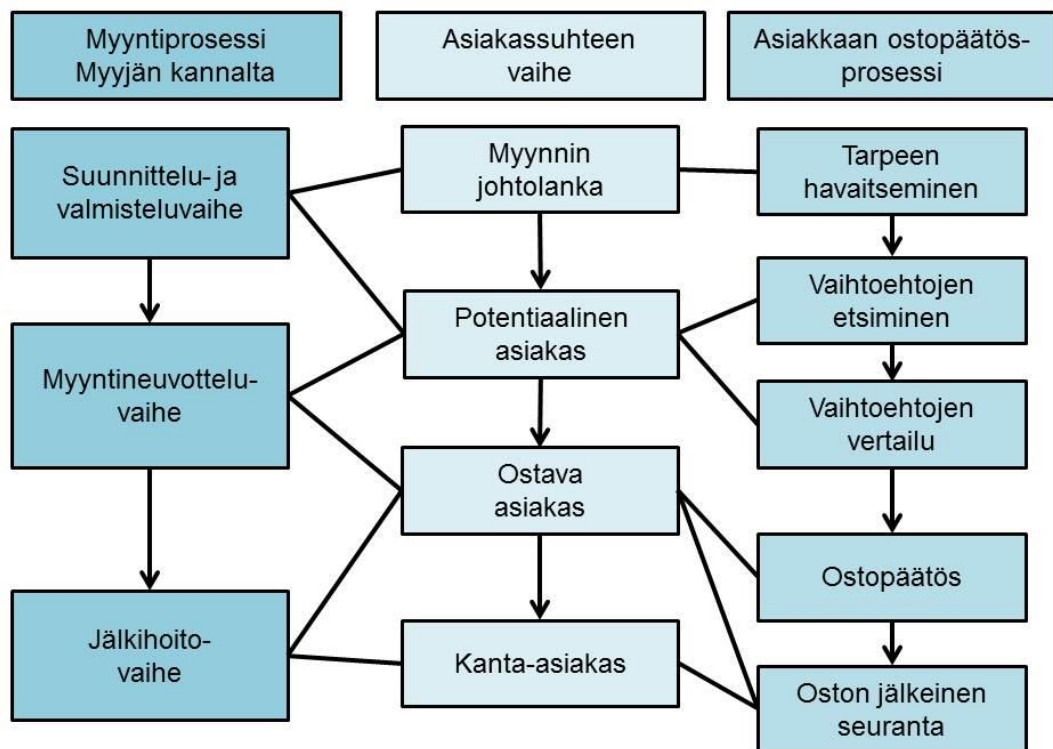 Myyntiprosessi
Myyjän kannalta
Asiakassuhteen
vaihe
Asiakkaan ostopäätös-
prosessi
Suunnittelu- ja
valmisteluvaihe
Myynnin
johtolanka
Tarpeen
havaitseminen
Potentiaalinen
asiakas
Vaihtoehtojen
etsiminen
Myyntineuvottelu-
vaihe
Vaihtoehtojen
vertailu
Ostava
asiakas
Ostopäätös
Jälkihoito-
vaihe
Kanta-asiakas
Oston jälkeinen
seuranta